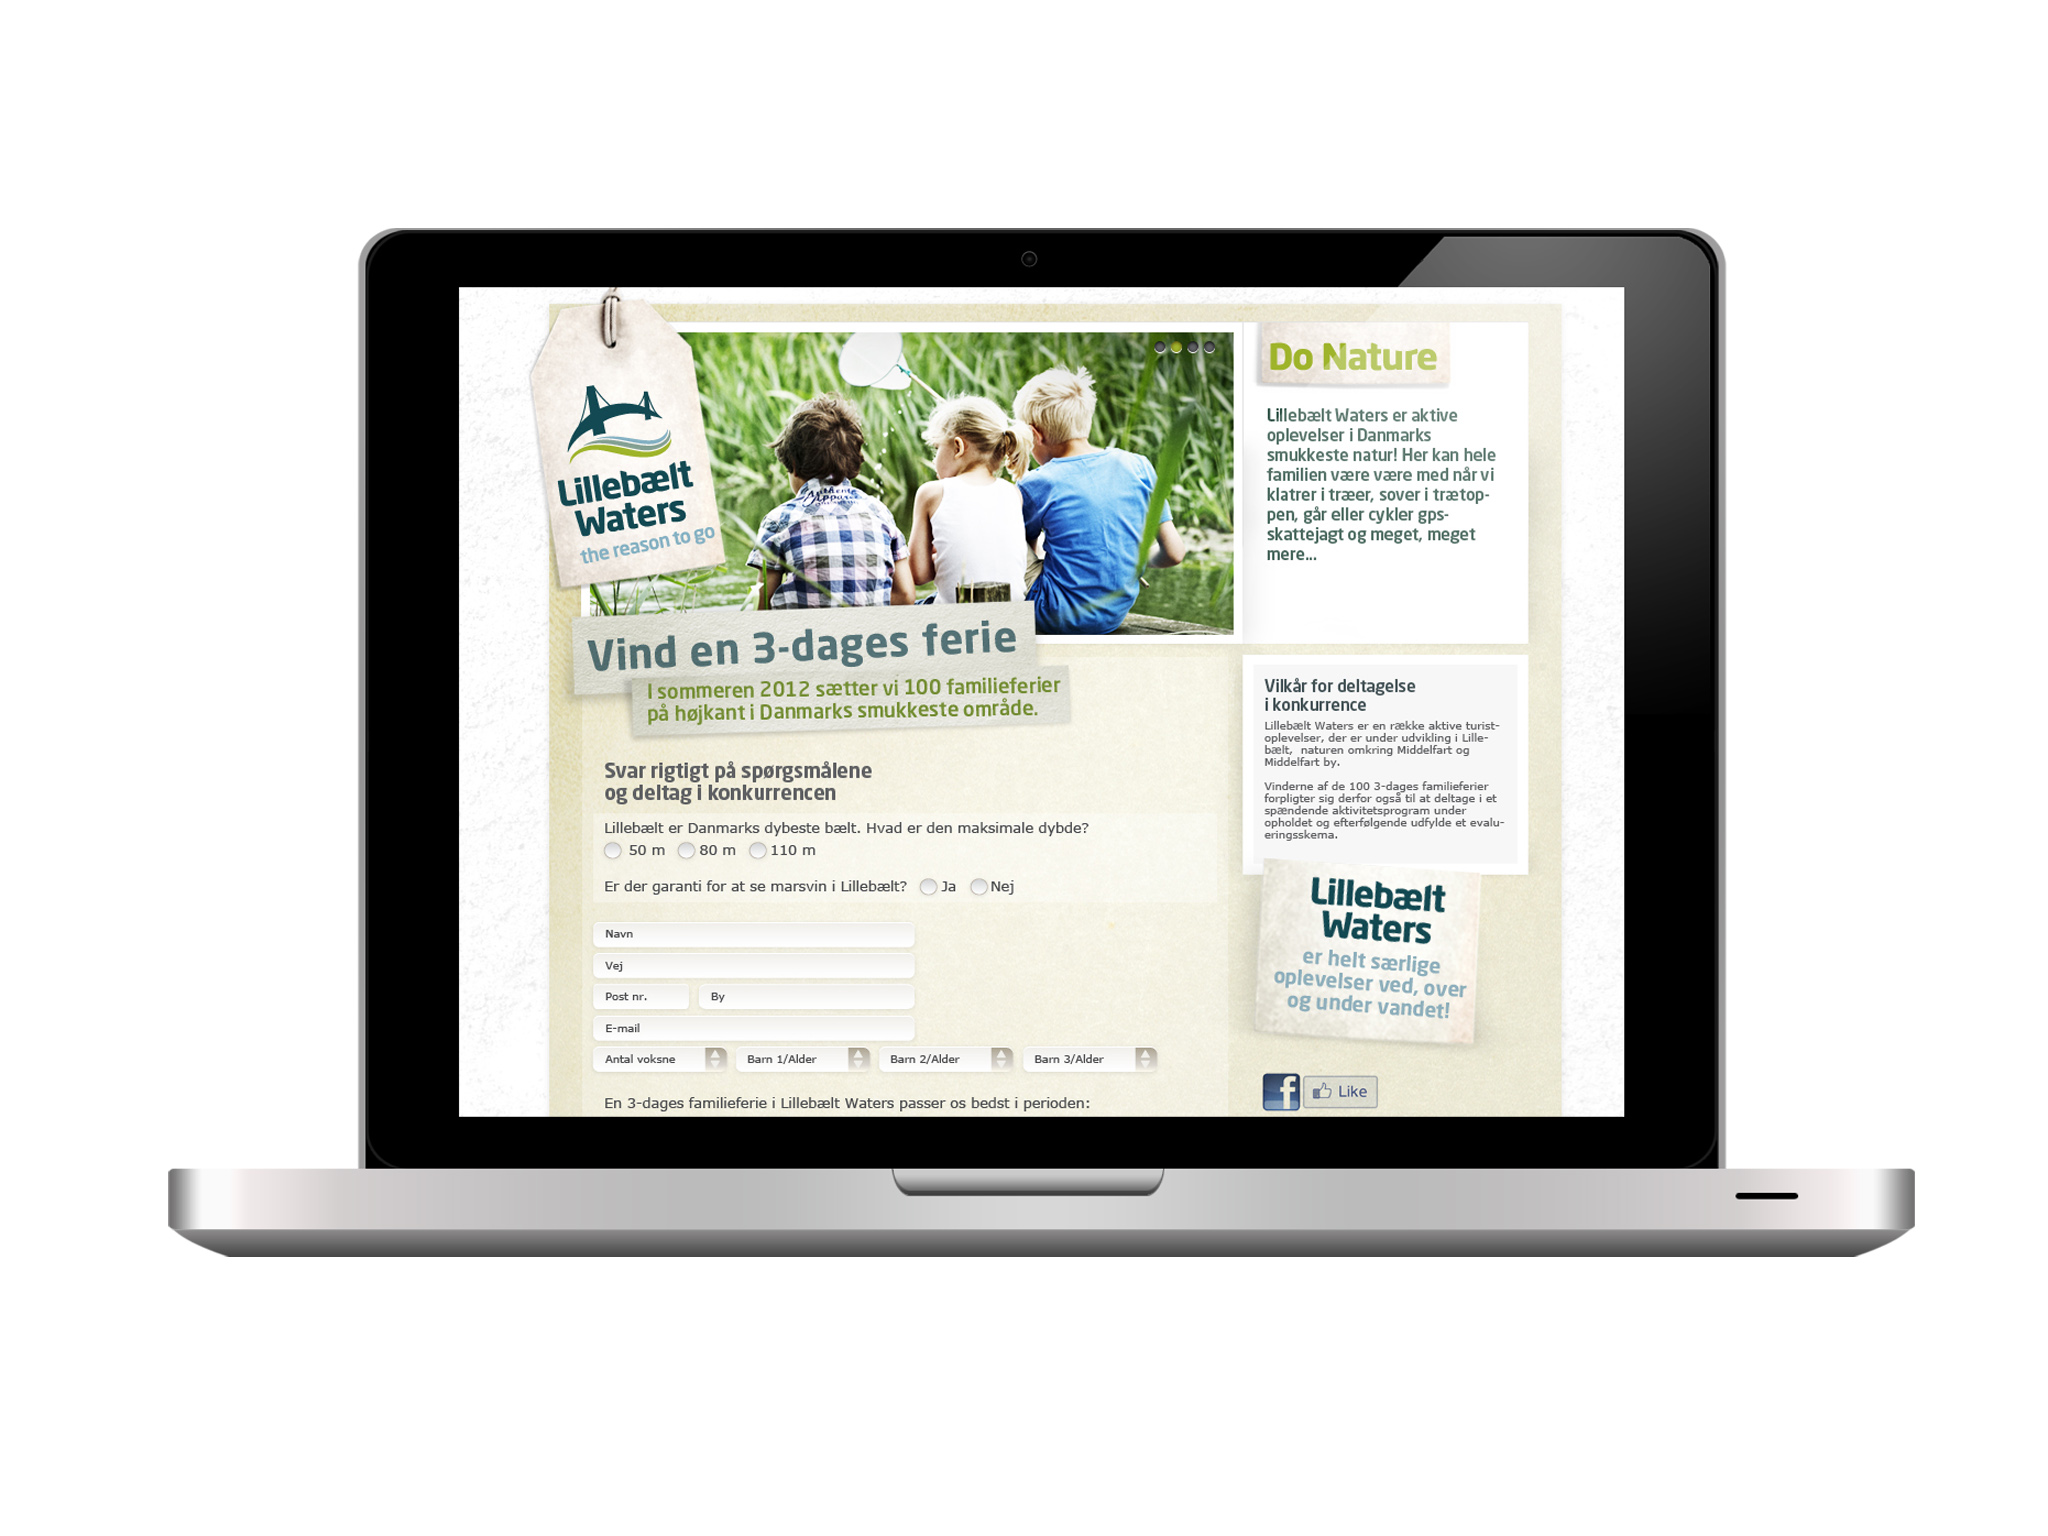 Lillebælt
Waters
the reason to go
Do Nature
Lillebælt Waters er aktive
oplevelser i Danmarks
smukkeste natur! Her kan hele
familien være være med når vi
klatrer i træer, sover i trætop-
pen, går eller cykler gps-
skattejagt og meget, meget
mere...
Vind en 3-dages ferie
I sommeren 2012 sætter vi 100 familieferier
på højkant i Danmarks smukkeste område.
Svar rigtigt på spørgsmålene
og deltag i konkurrencen
Lillebælt er Danmarks dybeste bælt. Hvad er den maksimale dybde?
50 m 80 m 110 m
Er der garanti for at se marsvin i Lillebælt? Ja Nej
Navn
Vej
Post nr. By
E-mail
Antal voksne Barn 1/Alder Barn 2/Alder Barn 3/Alder
En 3-dages familieferie i Lillebælt Waters passer os bedst i perioden:
Vilkår for deltagelse
i konkurrence
Lillebælt Waters er en række aktive turist-
oplevelser, der er under udvikling i Lille-
bælt, naturen omkring Middelfart og
Middelfart by.
Vinderne af de 100 3-dages familieferier
forpligter sig derfor også til at deltage i et
spændende aktivitetsprogram under
opholdet og efterfølgende udfylde et evalu-
eringsskema.
Lillebælt
Waters
er helt særlige
oplevelser ved, over
og under vandet!
f Like